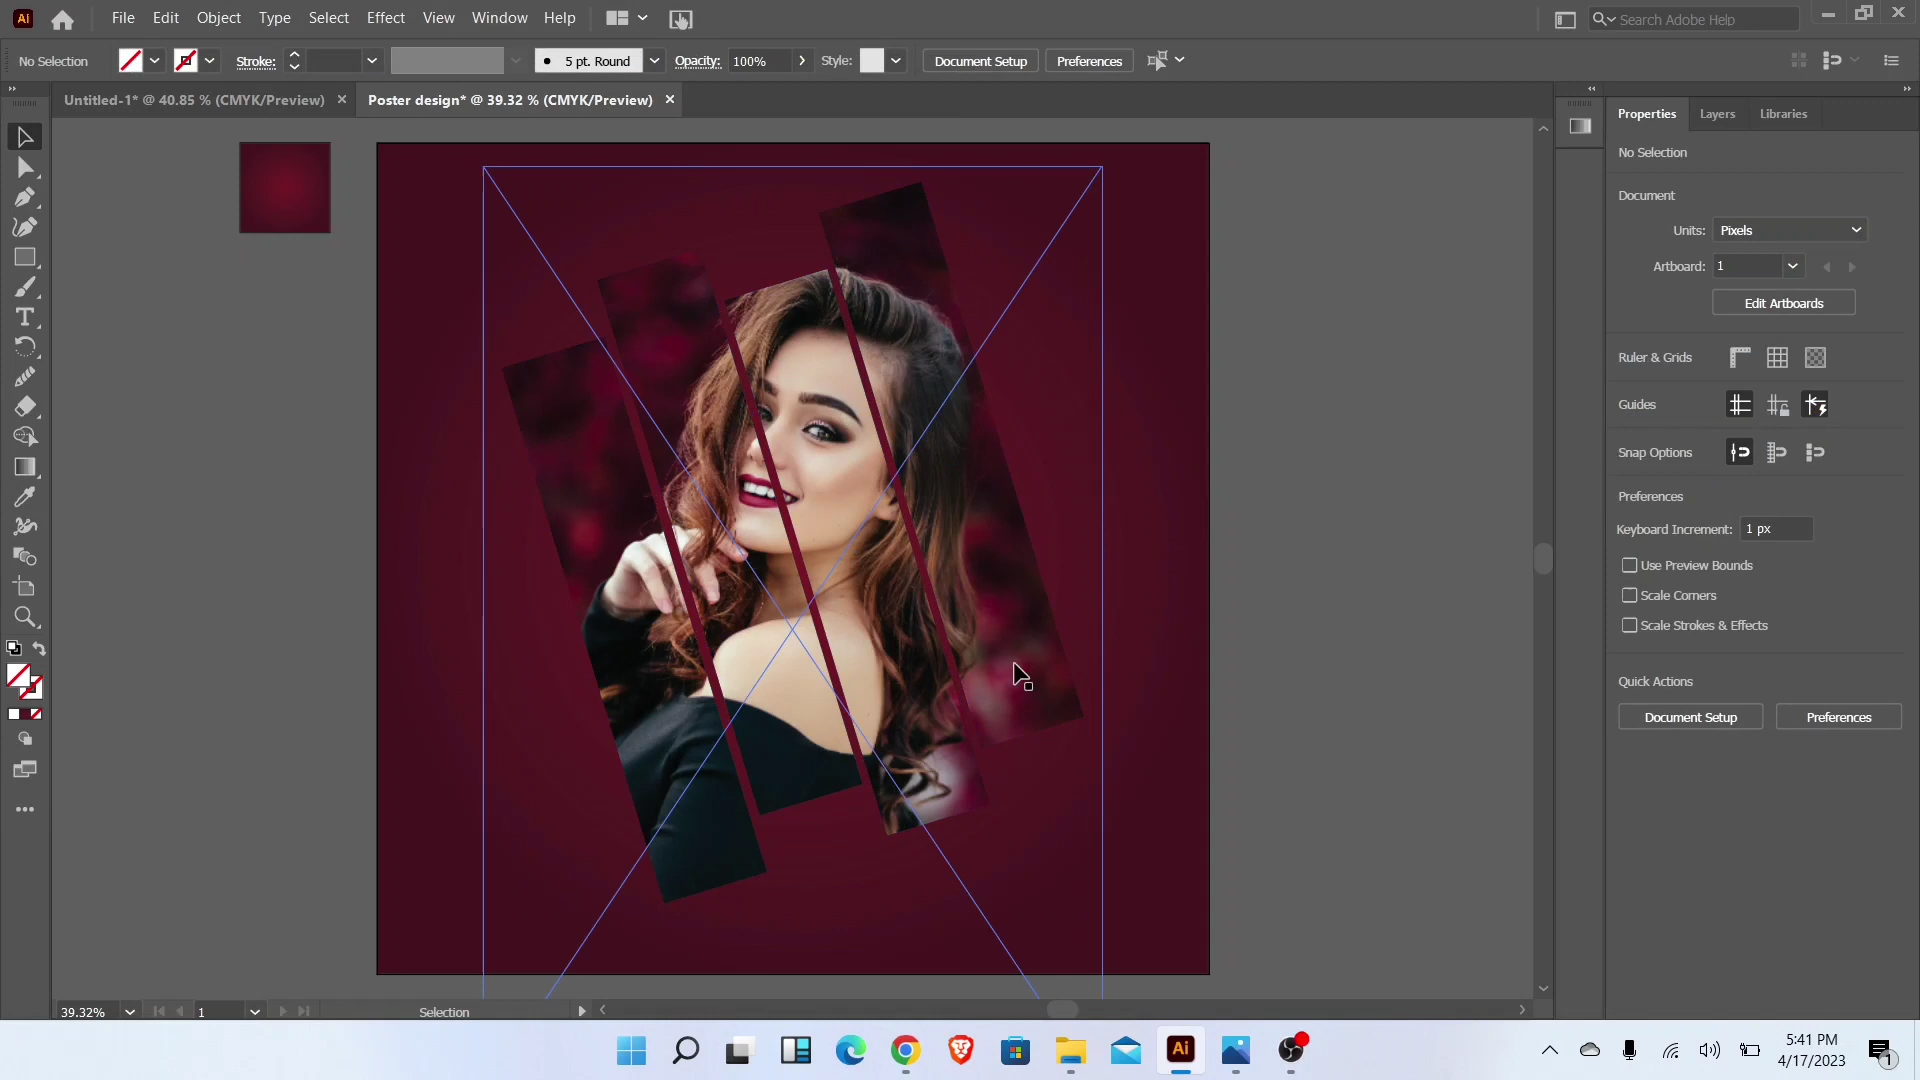 Ai File Edit Object Type Select Effect View Window Help Search Adobe Help
No Selection Stroke: 5 pt. Round Opacity: 100% Style: Document Setup Preferences
Untitled-1* @ 40.85 % (CMYK/Preview) Poster design* @ 39.32 % (CMYK/Preview)
Properties Layers Libraries
No Selection
Document
Units: Pixels
Artboard: 1
Edit Artboards
Ruler & Grids
Guides
Snap Options
Preferences
Keyboard Increment: 1 px
Use Preview Bounds
Scale Corners
Scale Strokes & Effects
Quick Actions
Document Setup Preferences
39.32% 1 Selection
Ai
5:41 PM
4/17/2023
1